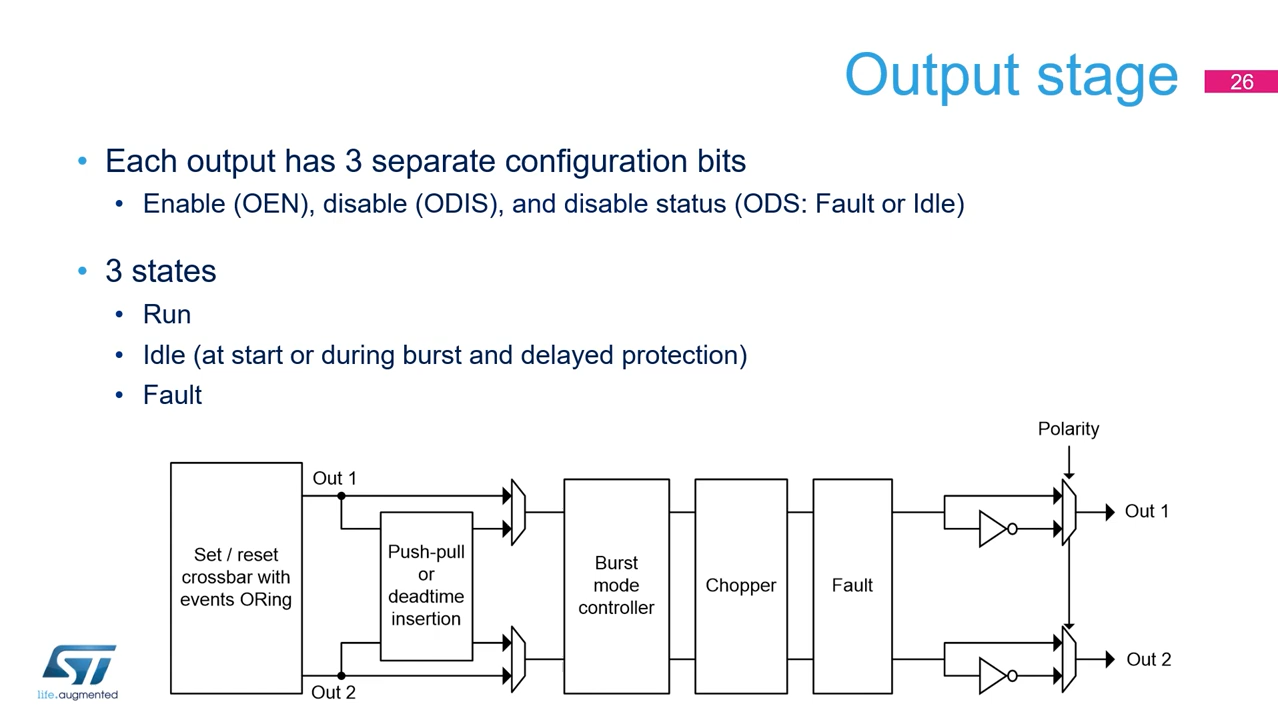 Output stage
26
• Each output has 3 separate configuration bits
• Enable (OEN), disable (ODIS), and disable status (ODS: Fault or Idle)
• 3 states
• Run
• Idle (at start or during burst and delayed protection)
• Fault
Polarity
Out 1
Set / reset
crossbar with
events ORing
Push-pull
or
deadtime
insertion
Burst
mode
controller
Chopper
Fault
Out 1
Out 2
Out 2
ST
life.augmented